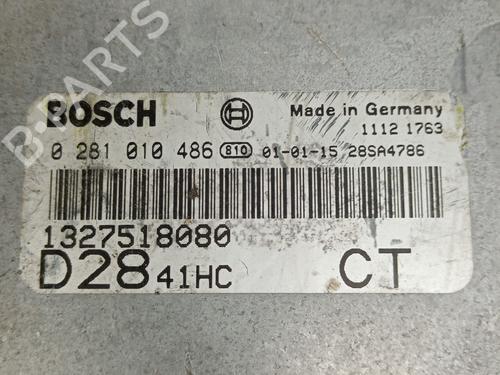 B-PARTS
BOSCH
Made in Germany
1112 1763
0 281 010 486 810 01-01-15 28SA4786
1327518080
D28 41HC CT